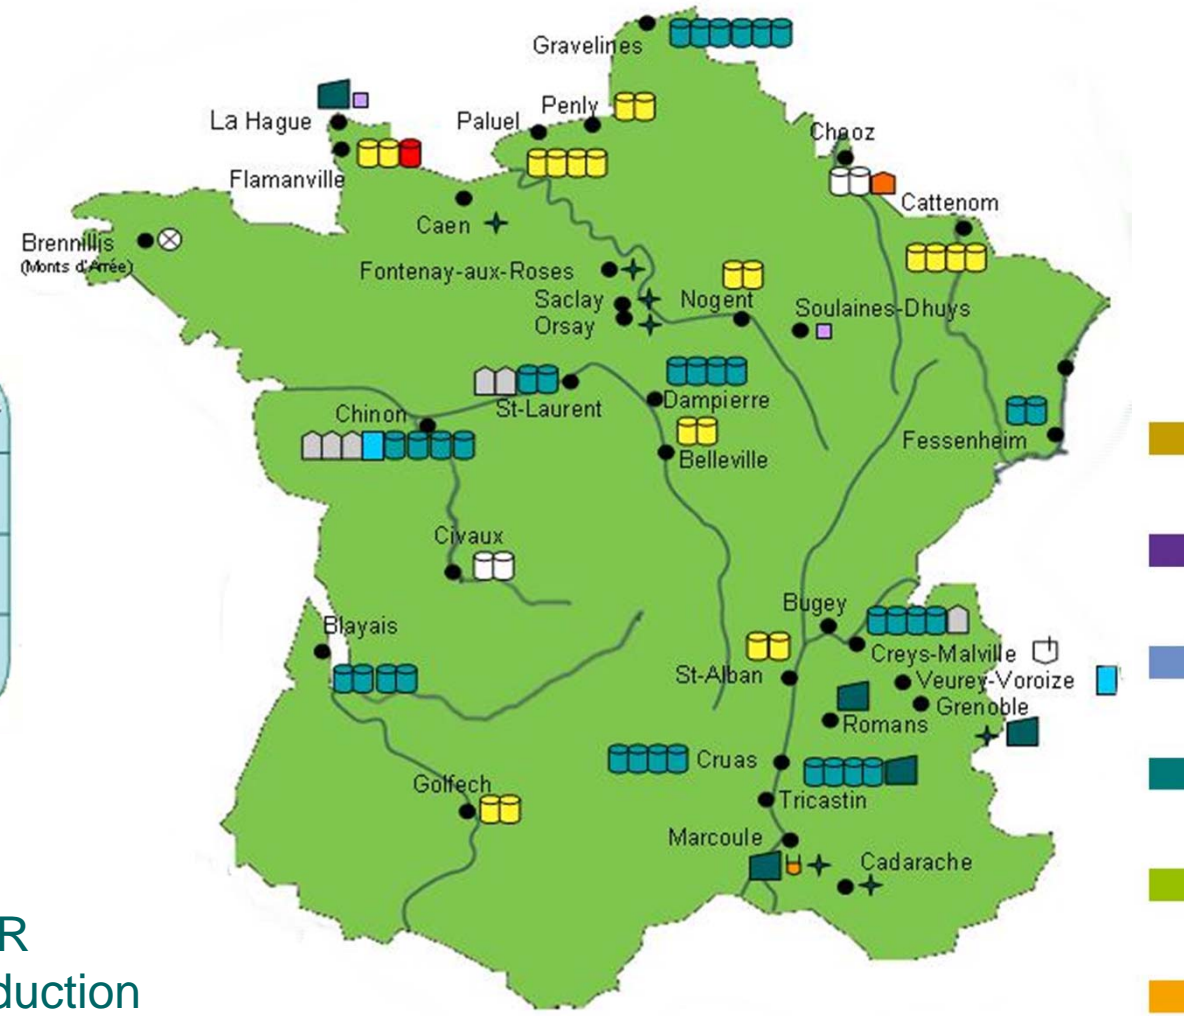 Gravelines
La Hague
Penly
Paluel
Chooz
Flamanville
Cattenom
Caen
Brennillis
(Monts d'Arrée)
Fontenay-aux-Roses
Saclay
Nogent
Soulaines-Dhuys
Orsay
St-Laurent
Dampierre
Chinon
Fessenheim
Belleville
Civaux
Bugey
Blayais
Creys-Malville
St-Alban
Veurey-Voroize
Grenoble
Romans
Cruas
Golfech
Tricastin
Marcoule
Cadarache
R
duction